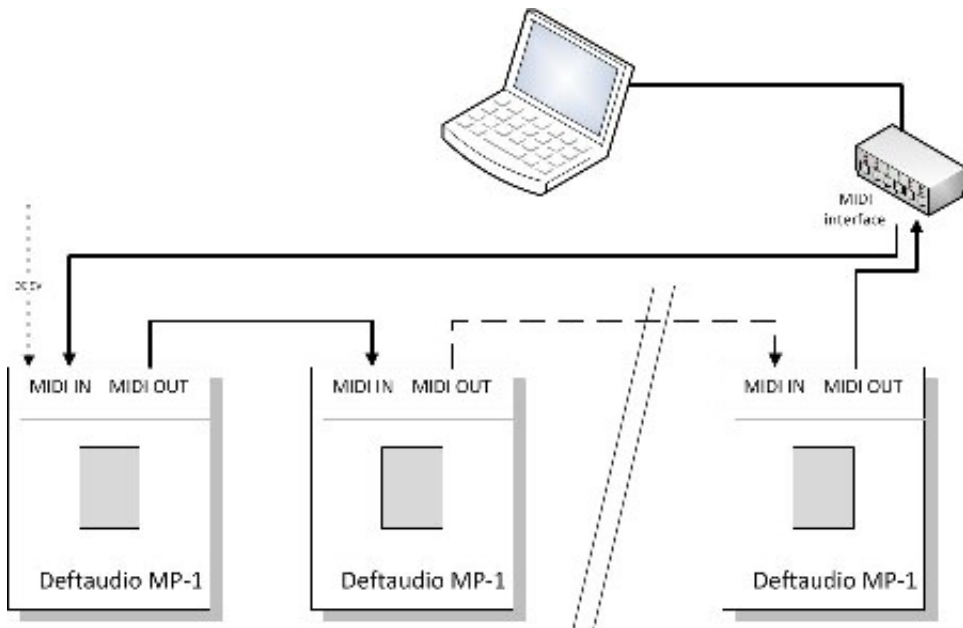 MIDI
interface
MIDI IN MIDI OUT
MIDI IN MIDI OUT
MIDI IN MIDI OUT
Deftaudio MP-1
Deftaudio MP-1
Deftaudio MP-1